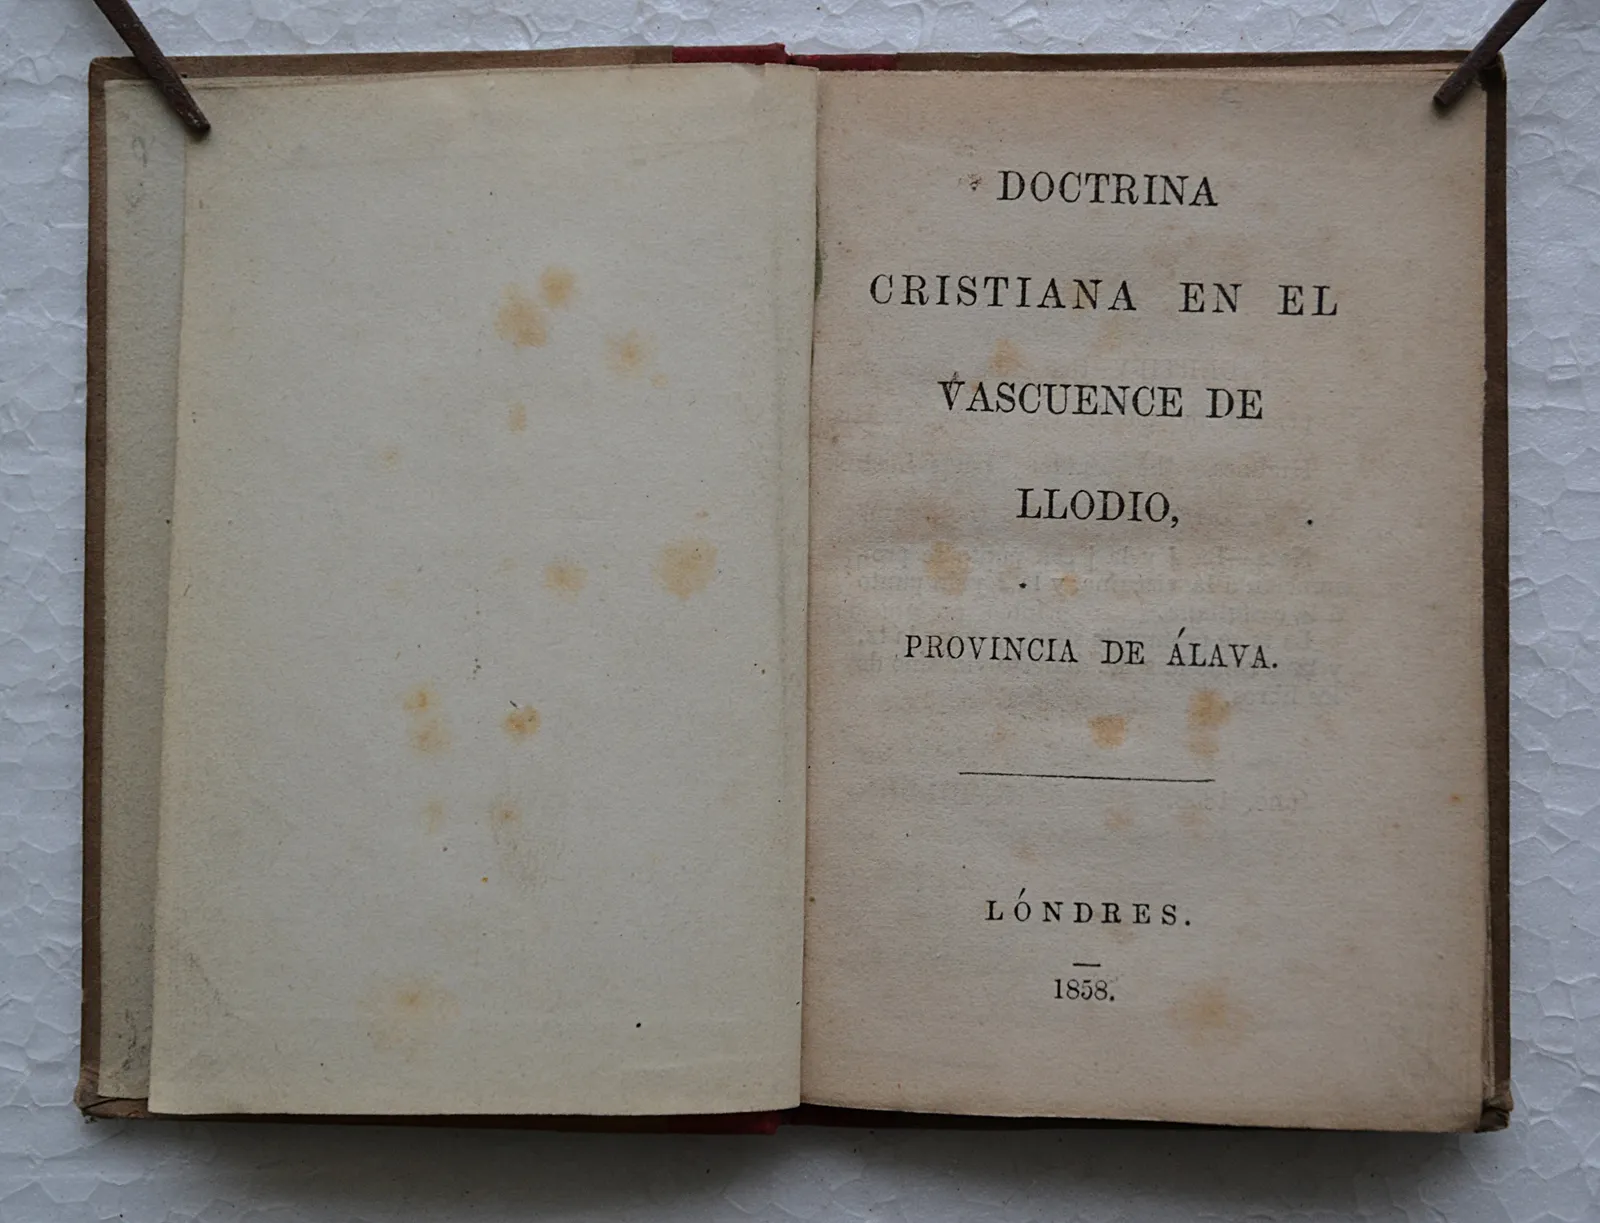 DOCTRINA
CRISTIANA EN EL
VASCUENCE DE
LLODIO,
PROVINCIA DE ÁLAVA.
LÓNDRES.
1858.